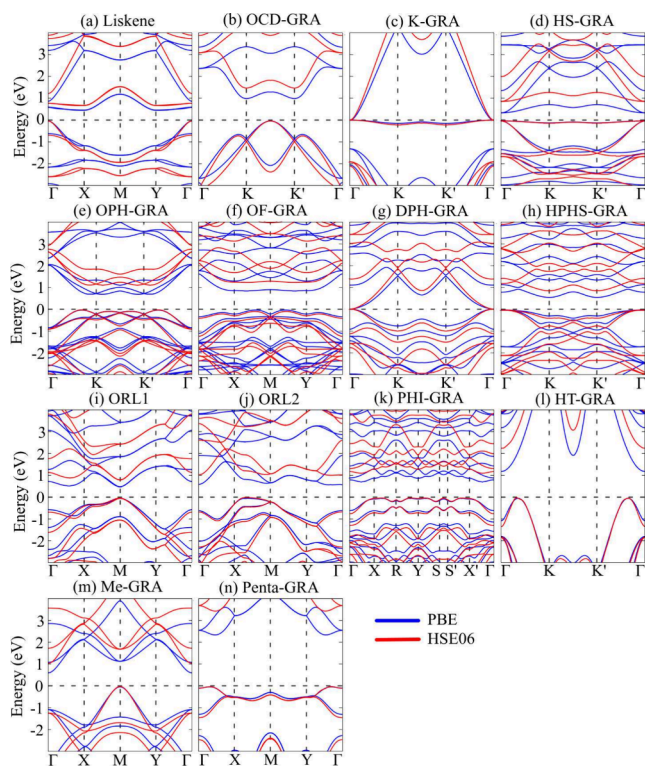 (a) Liskene (b) OCD-GRA (c) K-GRA (d) HS-GRA
Energy (eV)
3
2
1
0
-1
-2
Γ X M Y Γ Γ K K' Γ Γ K K' Γ Γ K K' Γ
(e) OPH-GRA (f) OF-GRA (g) DPH-GRA (h) HPHS-GRA
Energy (eV)
3
2
1
0
-1
-2
Γ K K' Γ Γ X M Y Γ Γ K K' Γ Γ K K' Γ
(i) ORL1 (j) ORL2 (k) PHI-GRA (l) HT-GRA
Energy (eV)
3
2
1
0
-1
-2
Γ X M Y Γ Γ X M Y Γ Γ X R Y S S' X' Γ Γ K K' Γ
(m) Me-GRA (n) Penta-GRA
Energy (eV)
3
2
1
0
-1
-2
Γ X M Y Γ Γ X M Y Γ
PBE
HSE06